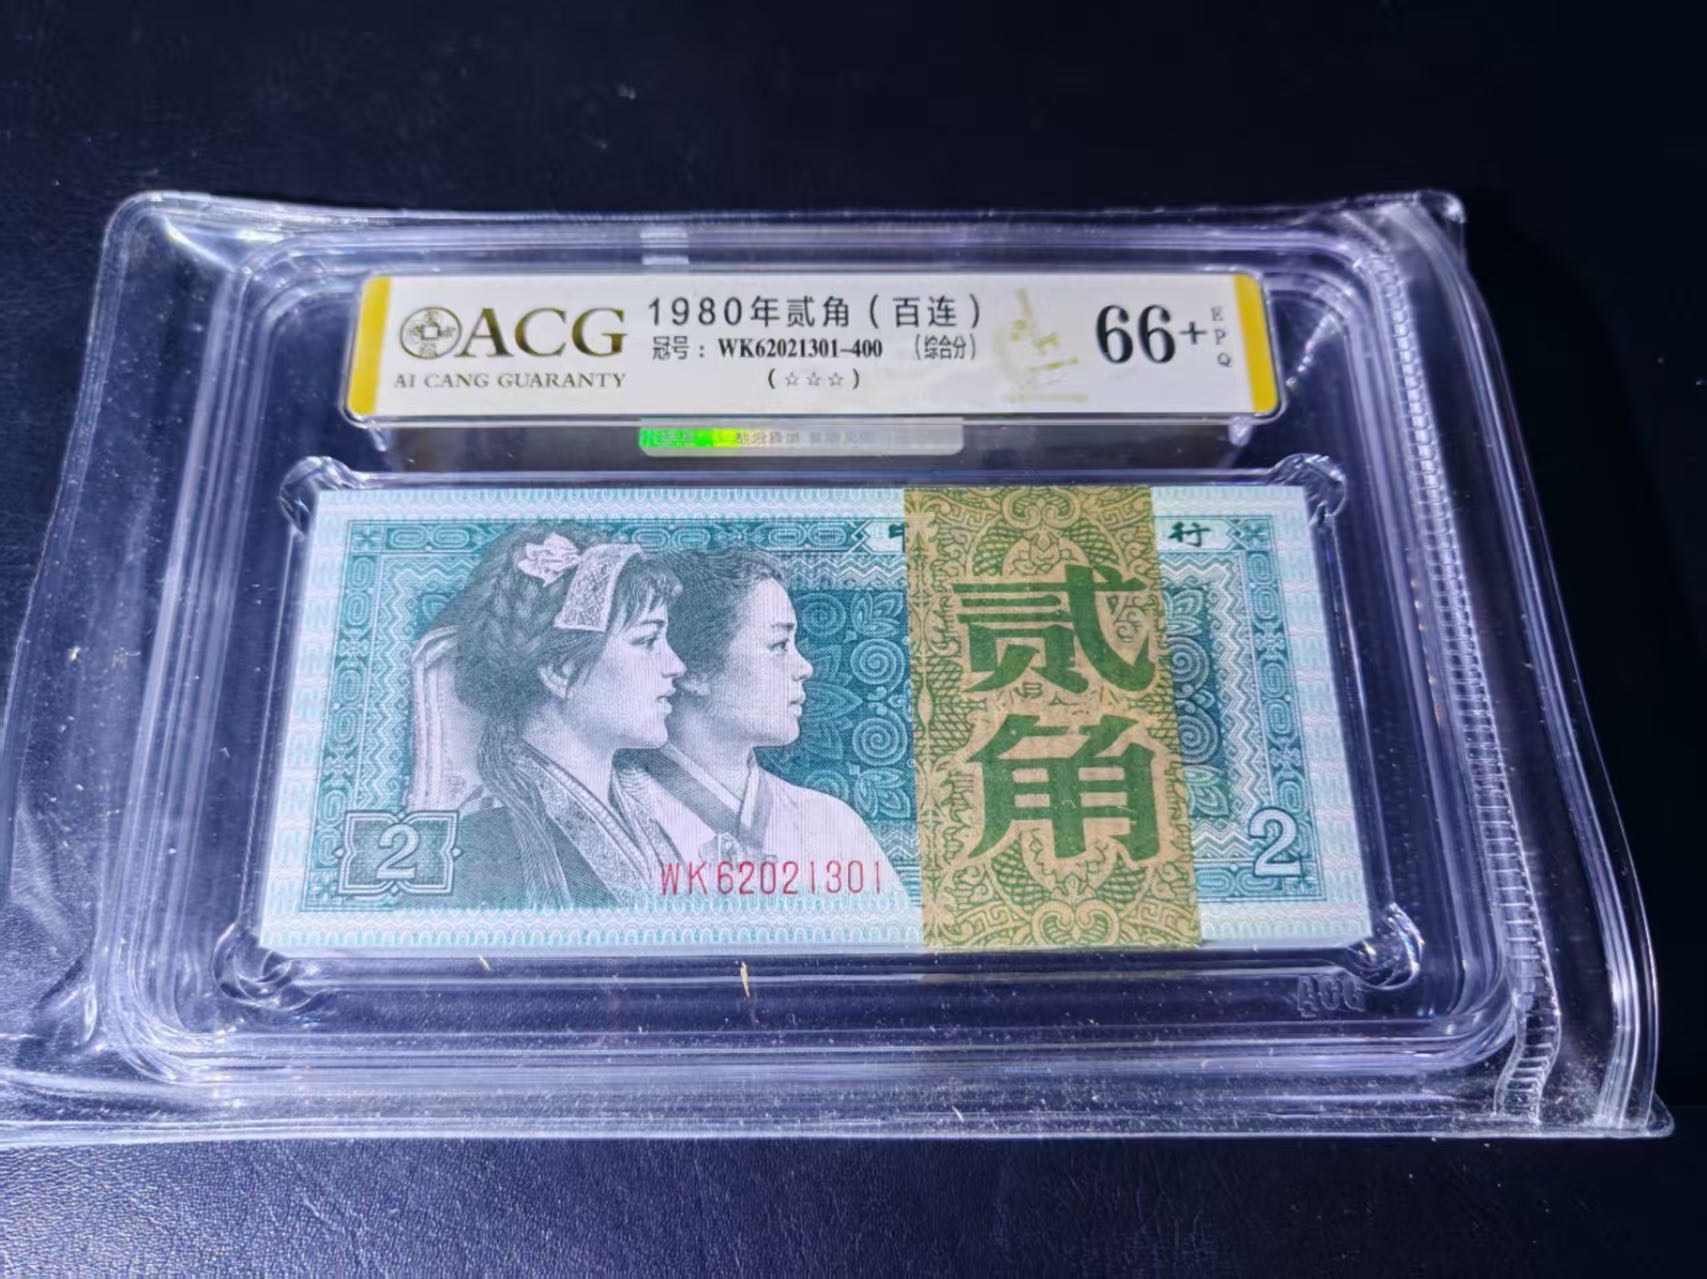 ACG
AI CANG GUARANTY
1980年贰角（百连）
冠号：WK62021301-400 （综合分）
（☆☆☆）
66+
EPQ
行
贰角
2
WK62021301
2
ACG